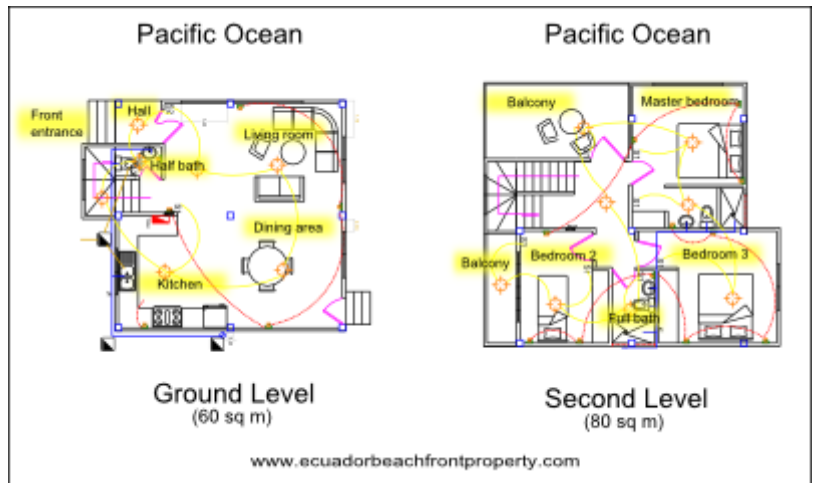 Pacific Ocean
Pacific Ocean
Front
entrance
Hall
Living room
Half bath
Dining area
Kitchen
Balcony
Master bedroom
Balcony
Bedroom 2
Bedroom 3
Full bath
Ground Level
(60 sq m)
Second Level
(80 sq m)
www.ecuadorbeachfrontproperty.com